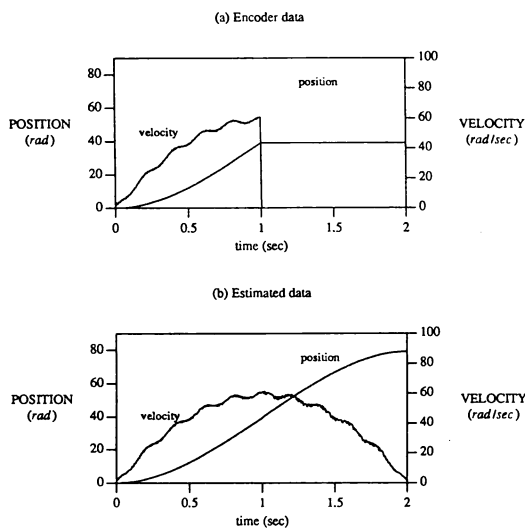 (a) Encoder data
100
80
80
60
POSITION
(rad)
velocity
position
VELOCITY
(rad/sec)
60
40
40
20
20
0
0
0
0.5
1
1.5
2
time (sec)
(b) Estimated data
100
80
80
60
POSITION
(rad)
velocity
position
VELOCITY
(rad/sec)
60
40
40
20
20
0
0
0
0.5
1
1.5
2
time (sec)